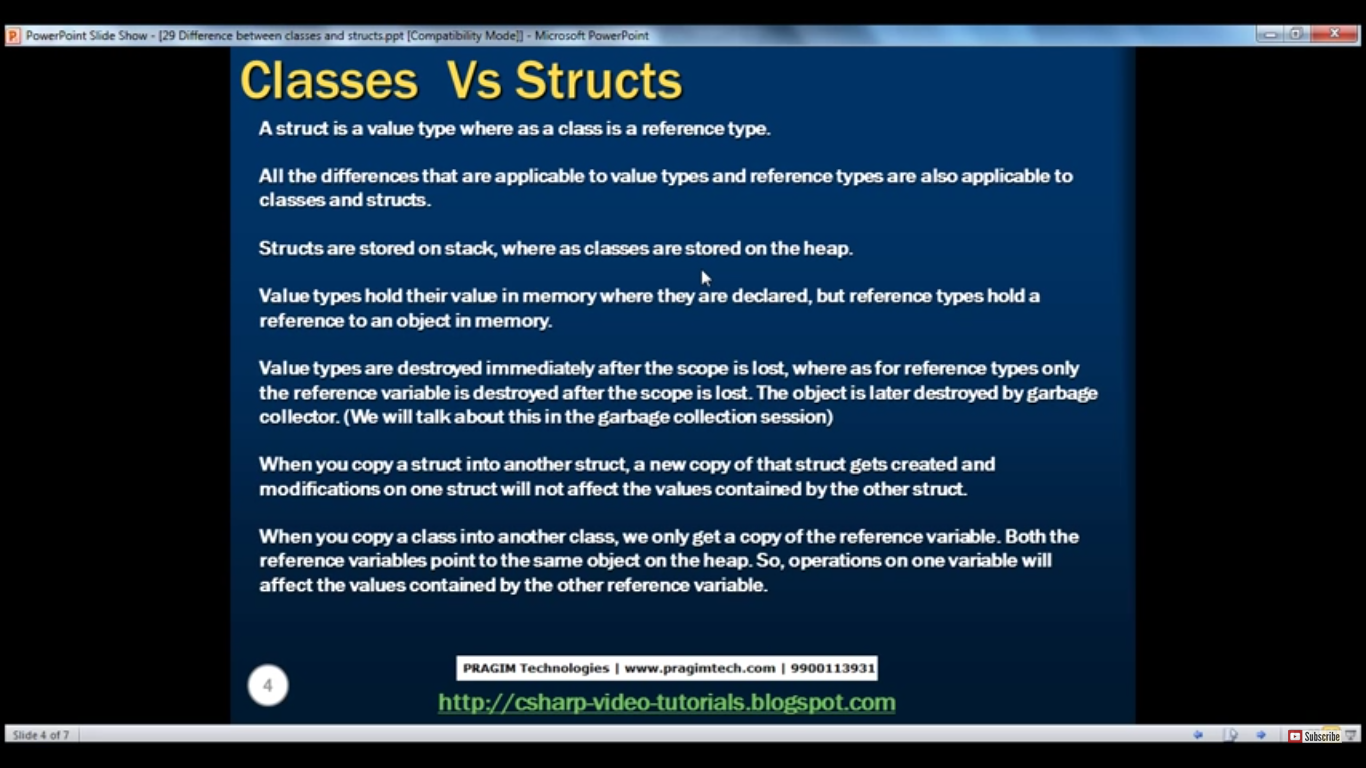 PowerPoint Slide Show - [29 Difference between classes and structs.ppt [Compatibility Mode]] - Microsoft PowerPoint
Classes Vs Structs
A struct is a value type where as a class is a reference type.
All the differences that are applicable to value types and reference types are also applicable to
classes and structs.
Structs are stored on stack, where as classes are stored on the heap.
Value types hold their value in memory where they are declared, but reference types hold a
reference to an object in memory.
Value types are destroyed immediately after the scope is lost, where as for reference types only
the reference variable is destroyed after the scope is lost. The object is later destroyed by garbage
collector. (We will talk about this in the garbage collection session)
When you copy a struct into another struct, a new copy of that struct gets created and
modifications on one struct will not affect the values contained by the other struct.
When you copy a class into another class, we only get a copy of the reference variable. Both the
reference variables point to the same object on the heap. So, operations on one variable will
affect the values contained by the other reference variable.
PRAGIM Technologies | www.pragimtech.com | 9900113931
4
http://csharp-video-tutorials.blogspot.com
Slide 4 of 7
Subscribe